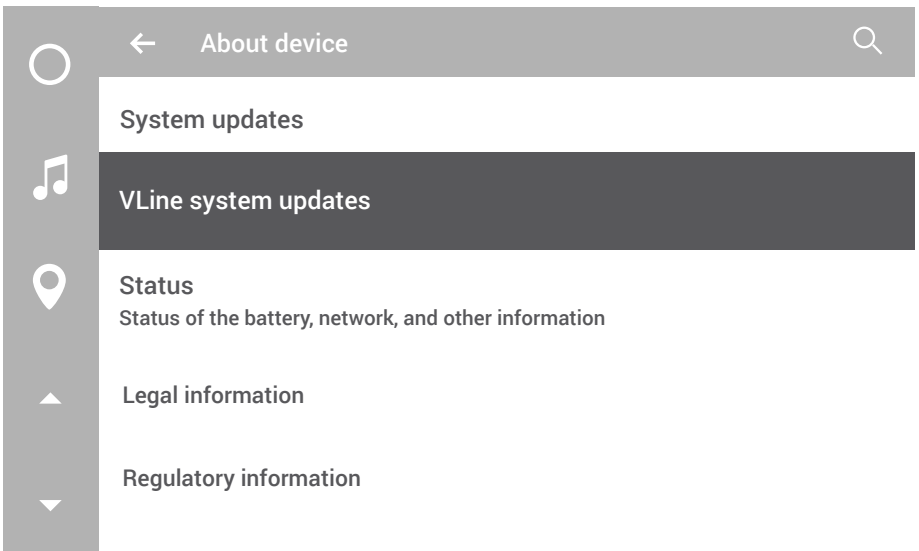 About device
System updates
VLine system updates
Status
Status of the battery, network, and other information
Legal information
Regulatory information